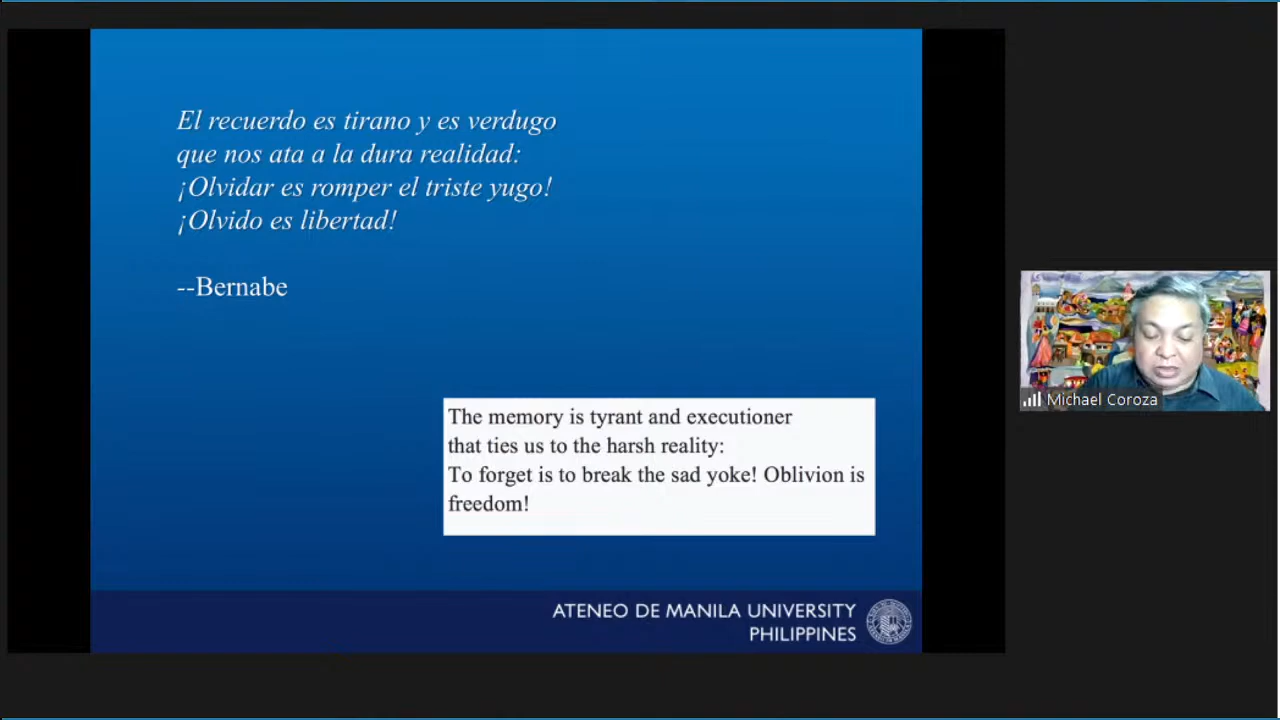 El recuerdo es tirano y es verdugo
que nos ata a la dura realidad:
¡Olvidar es romper el triste yugo!
¡Olvido es libertad!
--Bernabe
The memory is tyrant and executioner
that ties us to the harsh reality:
To forget is to break the sad yoke! Oblivion is
freedom!
ATENEO DE MANILA UNIVERSITY
PHILIPPINES
Michael Coroza